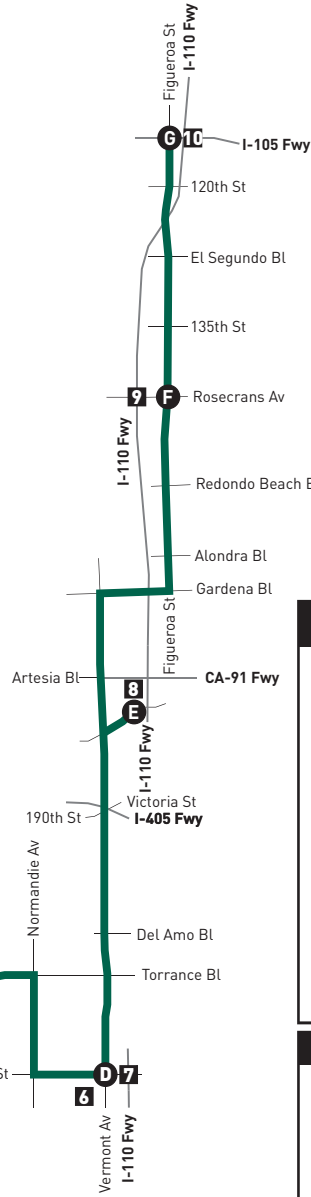 Figueroa St
I-110 Fwy
G 10
I-105 Fwy
120th St
El Segundo Bl
135th St
9 F
Rosecrans Av
I-110 Fwy
Redondo Beach B
Alondra Bl
Gardena Bl
Figueroa St
Artesia Bl
CA-91 Fwy
8
E
I-110 Fwy
Victoria St
190th St
I-405 Fwy
Normandie Av
Del Amo Bl
Torrance Bl
St
D 7
6
Vermont Av
I-110 Fwy